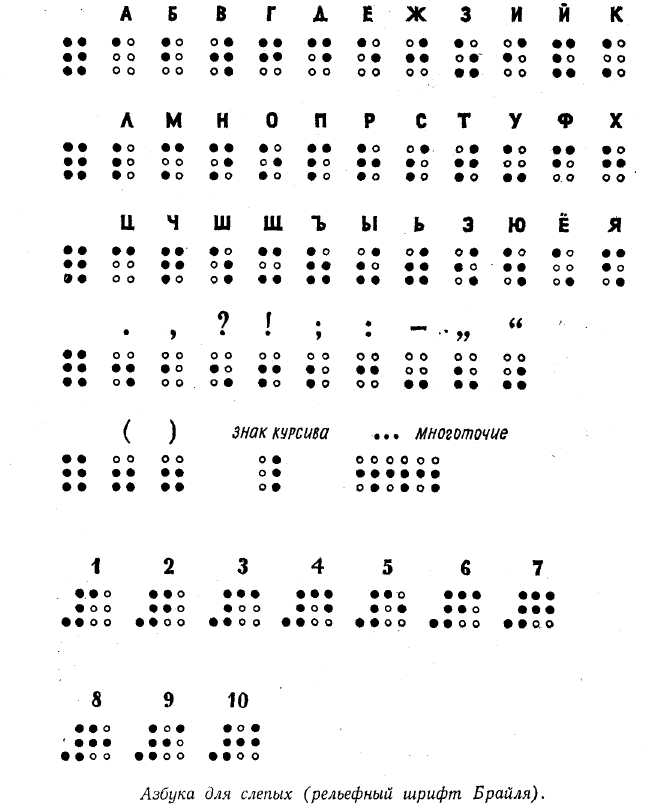 А Б В Г Д Е Ж З И Й К
Л М Н О П Р С Т У Ф Х
Ц Ч Ш Щ Ъ Ы Ь Э Ю Ё Я
. , ? ! ; : — „ “
( ) знак курсива ... многоточие
1 2 3 4 5 6 7
8 9 10
Азбука для слепых (рельефный шрифт Брайля).